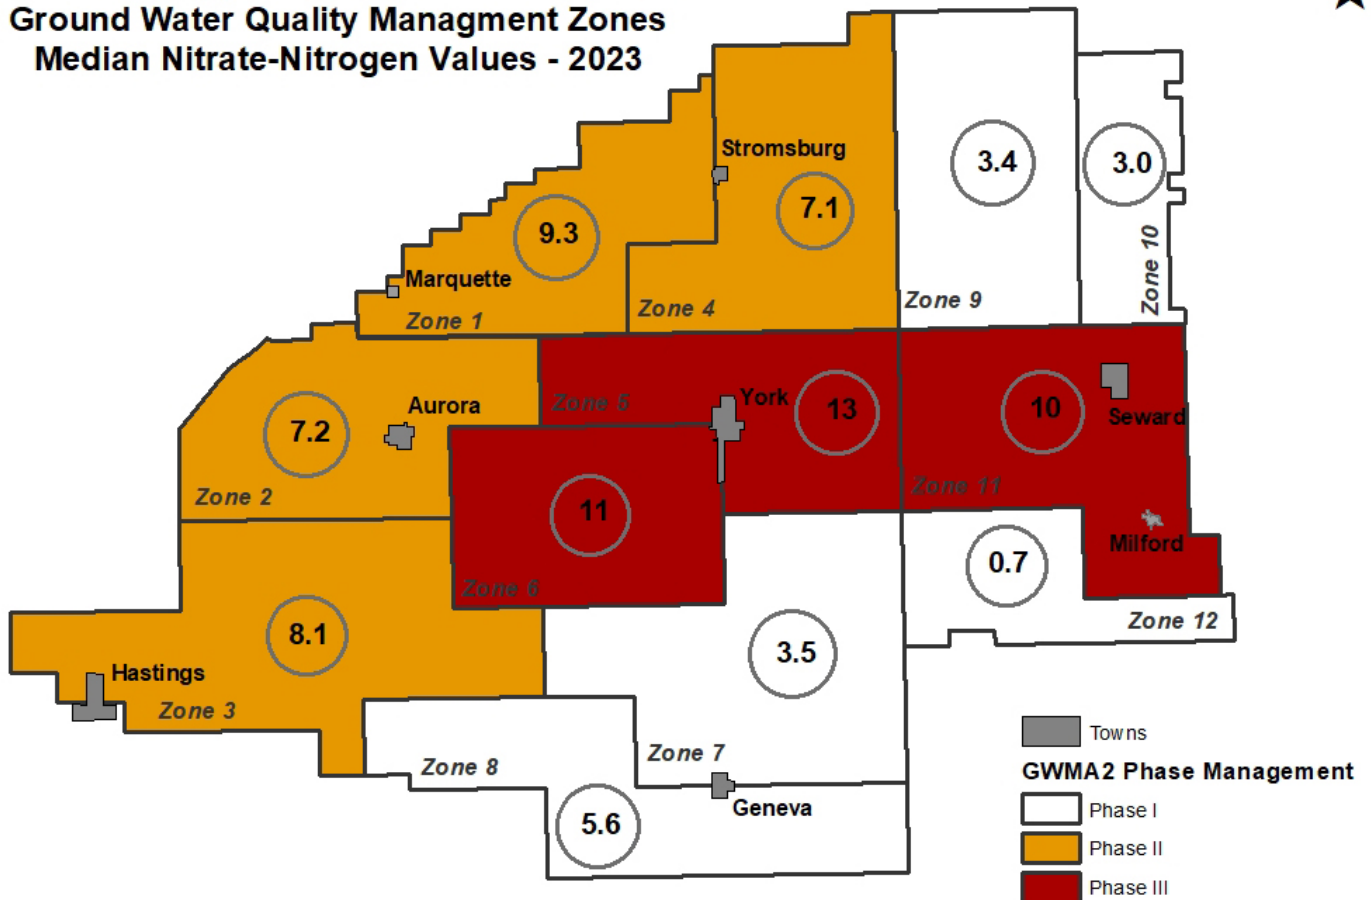 Ground Water Quality Managment Zones
Median Nitrate-Nitrogen Values - 2023
Stromsburg
3.4
3.0
7.1
9.3
Zone 10
Marquette
Zone 1
Zone 4
Zone 9
Aurora
Zone 5
York
13
10
Seward
7.2
Zone 2
Zone 11
11
Milford
0.7
Zone 6
Zone 12
8.1
3.5
Hastings
Zone 3
Zone 7
Zone 8
Geneva
5.6
Towns
GWMA2 Phase Management
Phase I
Phase II
Phase III